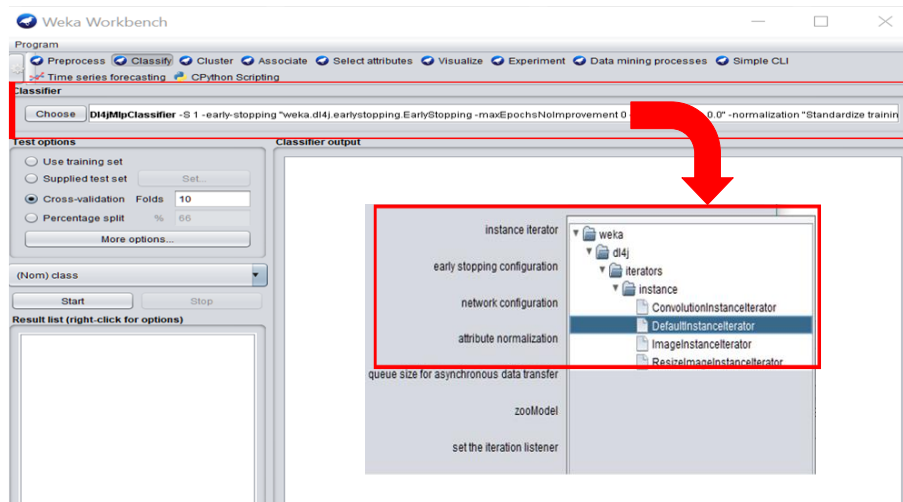 Weka Workbench
Program
Preprocess Classify Cluster Associate Select attributes Visualize Experiment Data mining processes Simple CLI
Time series forecasting CPython Scripting
Classifier
Choose Dl4jMlpClassifier -S 1 -early-stopping "weka.dl4j.earlystopping.EarlyStopping -maxEpochsNoImprovement 0 0.0" -normalization "Standardize trainin
Test options
Classifier output
Use training set
Supplied test set Set...
Cross-validation Folds 10
Percentage split % 66
More options...
(Nom) class
Start Stop
Result list (right-click for options)
instance iterator
early stopping configuration
network configuration
attribute normalization
queue size for asynchronous data transfer
zooModel
set the iteration listener
weka
dl4j
iterators
instance
ConvolutionInstanceIterator
DefaultInstanceIterator
ImageInstanceIterator
ResizeImageInstanceIterator